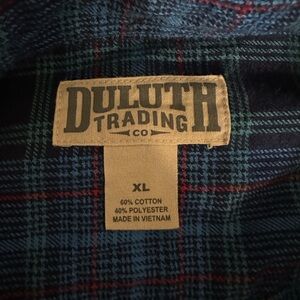 DULUTH
TRADING
CO
XL
60% COTTON
40% POLYESTER
MADE IN VIETNAM